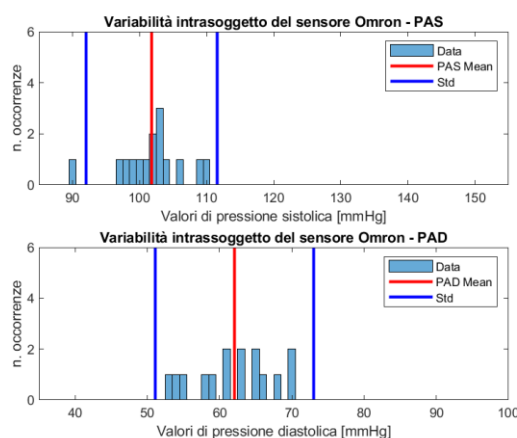 Variabilità intrasoggetto del sensore Omron - PAS
6
4
2
0
n. occorrenze
Data
PAS Mean
Std
90 100 110 120 130 140 150
Valori di pressione sistolica [mmHg]
Variabilità intrassoggetto del sensore Omron - PAD
6
4
2
0
n. occorrenze
Data
PAD Mean
Std
40 50 60 70 80 90 100
Valori di pressione diastolica [mmHg]